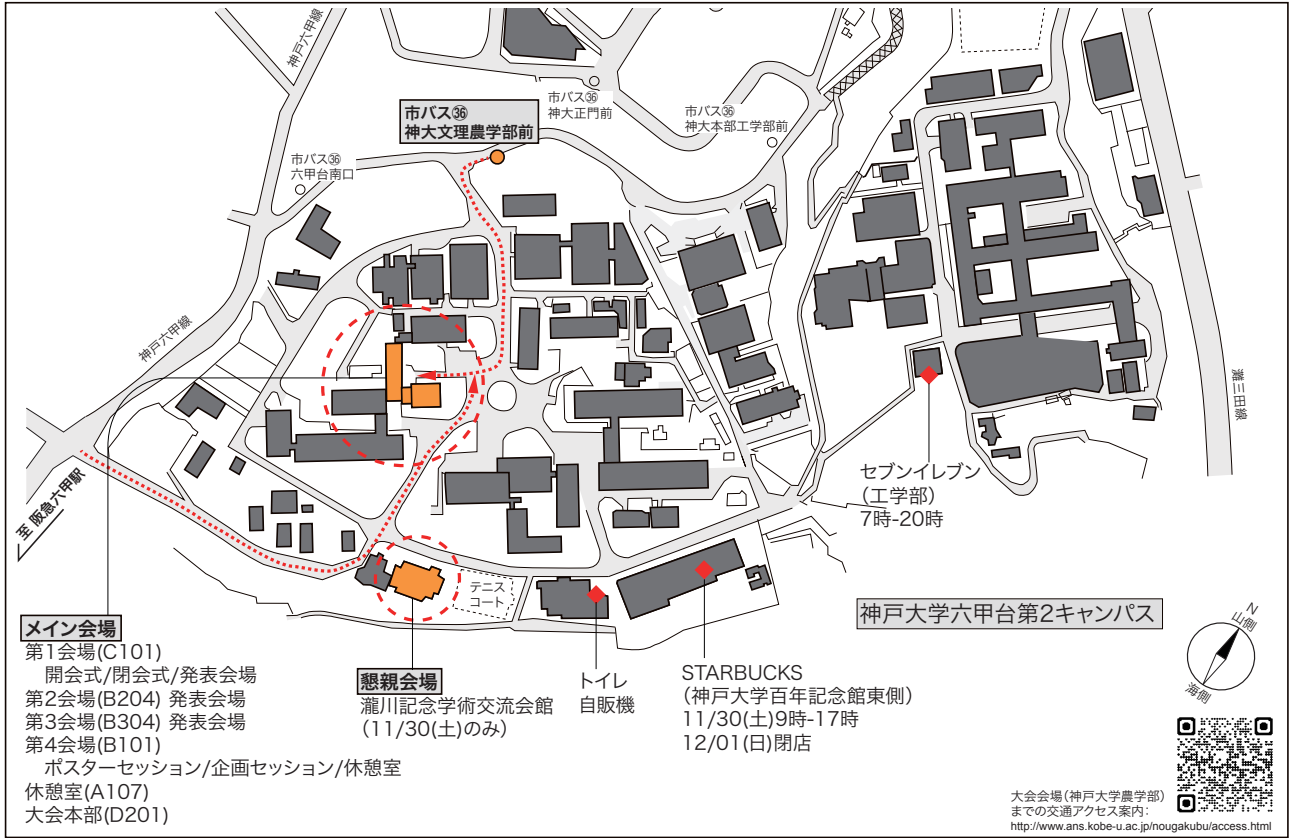 神戸六甲線
市バス㊱
神大正門前
市バス㊱
神大文理農学部前
市バス㊱
神大本部工学部前
市バス㊱
六甲台南口
神戸六甲線
灘三田線
至 阪急六甲駅
セブンイレブン
(工学部)
7時-20時
テニス
コート
神戸大学六甲台第2キャンパス
メイン会場
第1会場(C101)
開会式/閉会式/発表会場
第2会場(B204) 発表会場
第3会場(B304) 発表会場
第4会場(B101)
ポスターセッション/企画セッション/休憩室
休憩室(A107)
大会本部(D201)
懇親会場
瀧川記念学術交流会館
(11/30(土)のみ)
トイレ
自販機
STARBUCKS
(神戸大学百年記念館東側)
11/30(土)9時-17時
12/01(日)閉店
N
山側
海側
大会会場(神戸大学農学部)
までの交通アクセス案内:
http://www.ans.kobe-u.ac.jp/nougakubu/access.html